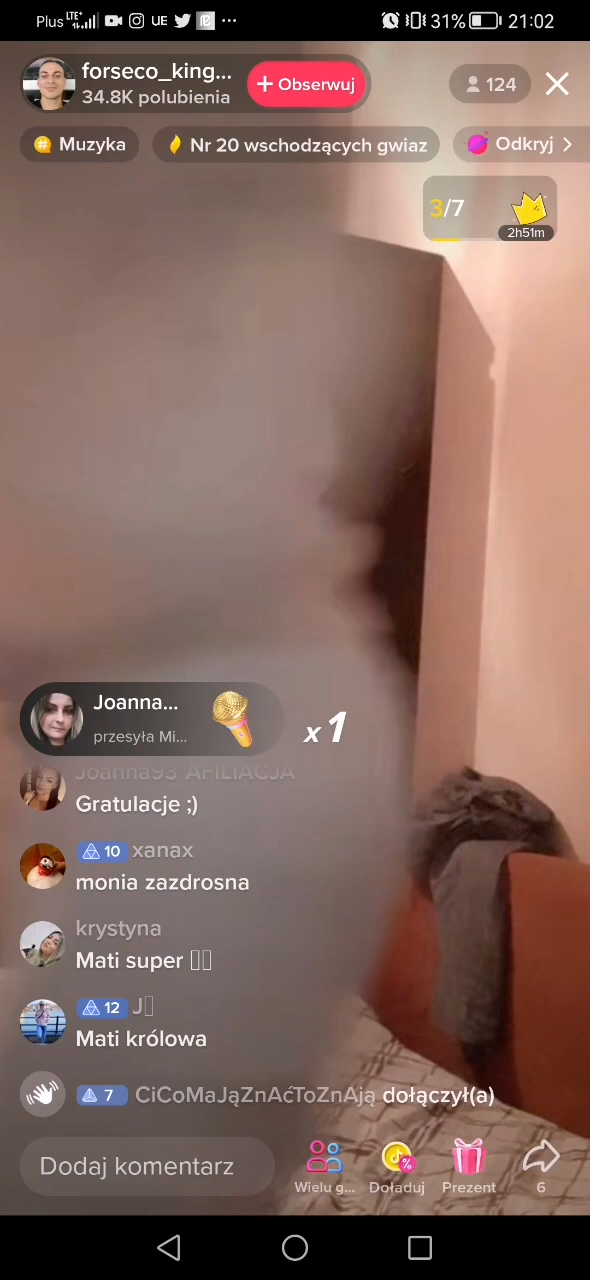 Plus LTE+ UE ... 31% 21:02
forseco_king...
34.8K polubienia
+ Obserwuj
124
Muzyka
Nr 20 wschodzących gwiaz
Odkryj
3/7
2h51m
Joanna...
przesyła Mi...
x1
Joanna93 AFILIACJA
Gratulacje ;)
10 xanax
monia zazdrosna
krystyna
Mati super
12 J
Mati królowa
7 CiCoMaJąZnAćToZnAją dołączył(a)
Dodaj komentarz
Wielu g...
Doładuj
Prezent
6